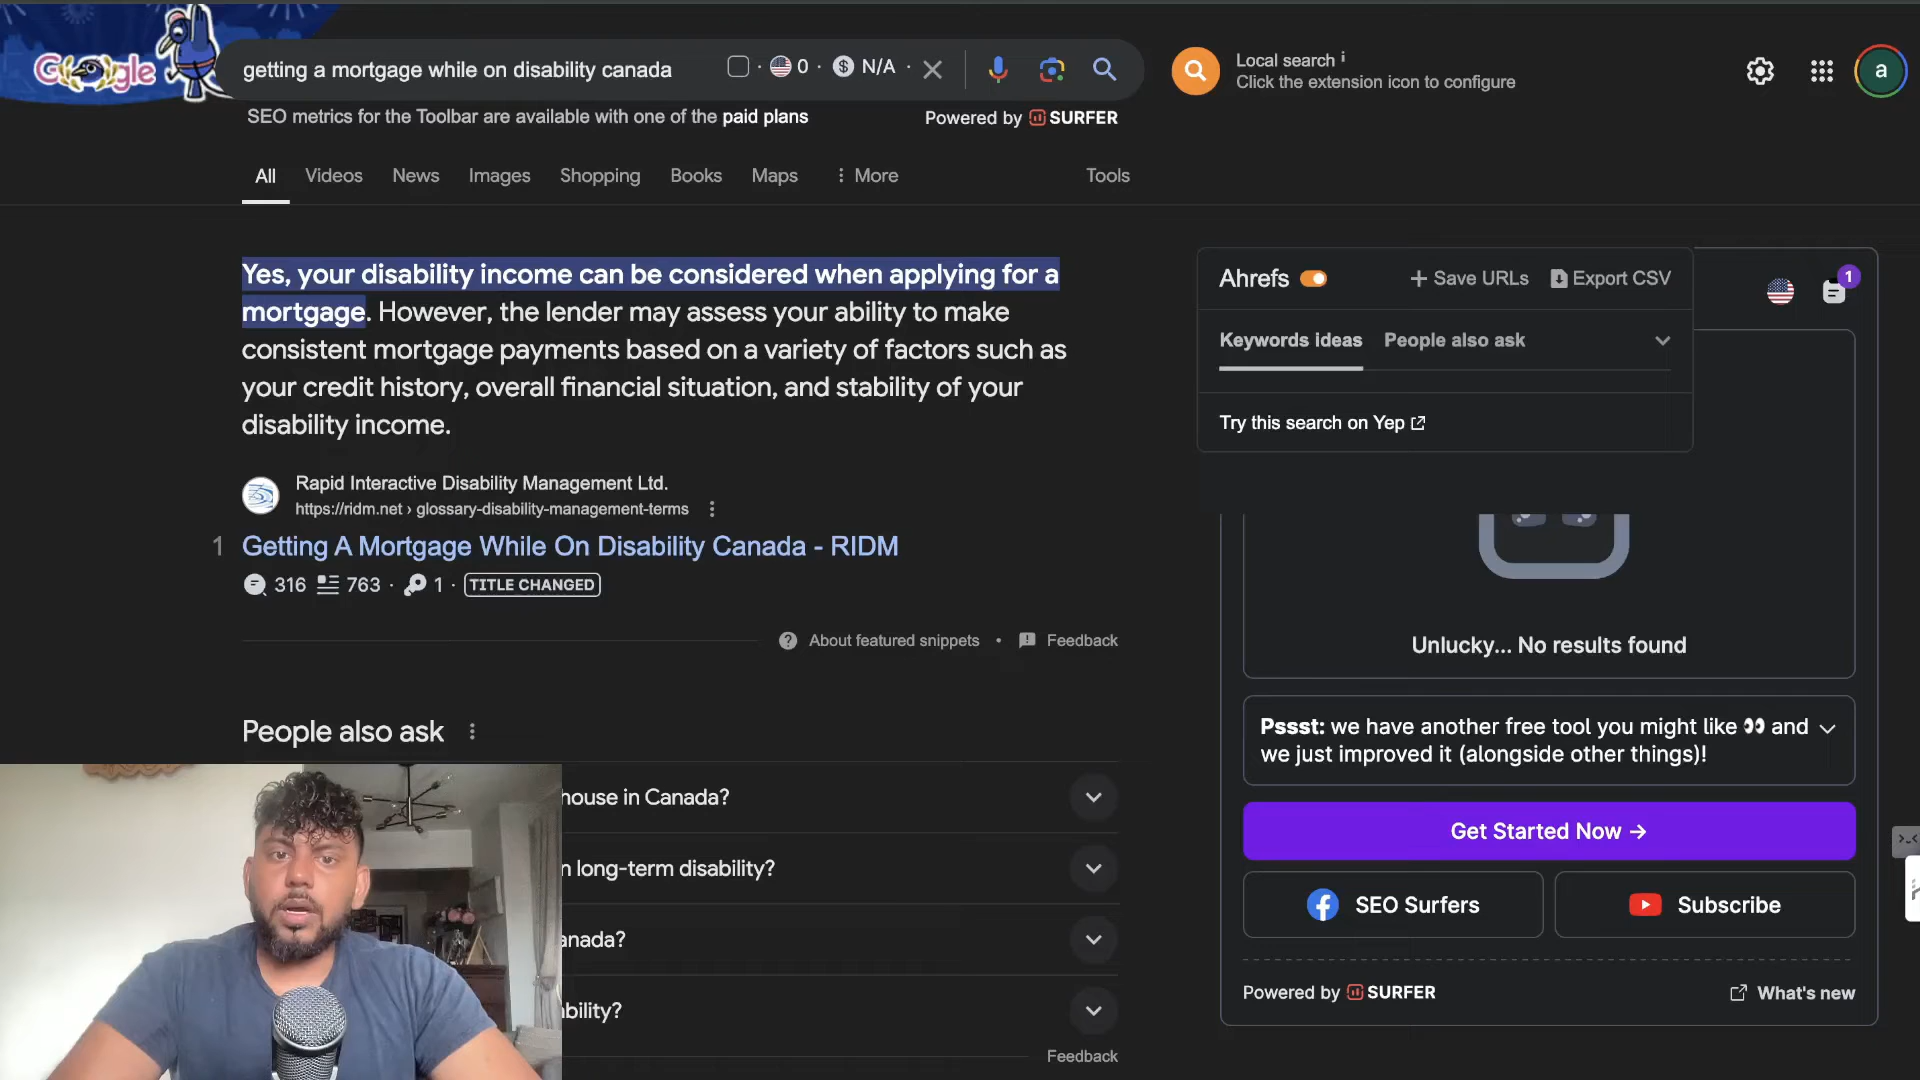 Google
getting a mortgage while on disability canada
0 · N/A ·
Local search i
Click the extension icon to configure
a
SEO metrics for the Toolbar are available with one of the paid plans
Powered by SURFER
All Videos News Images Shopping Books Maps More Tools
Yes, your disability income can be considered when applying for a
mortgage. However, the lender may assess your ability to make
consistent mortgage payments based on a variety of factors such as
your credit history, overall financial situation, and stability of your
disability income.
Rapid Interactive Disability Management Ltd.
https://ridm.net › glossary-disability-management-terms
1 Getting A Mortgage While On Disability Canada - RIDM
316 763 · 1 · TITLE CHANGED
About featured snippets • Feedback
People also ask
house in Canada?
n long-term disability?
anada?
bility?
Feedback
Ahrefs + Save URLs Export CSV
1
Keywords ideas People also ask
Try this search on Yep
Unlucky... No results found
Pssst: we have another free tool you might like 👀 and
we just improved it (alongside other things)!
Get Started Now →
SEO Surfers
Subscribe
Powered by SURFER
What's new